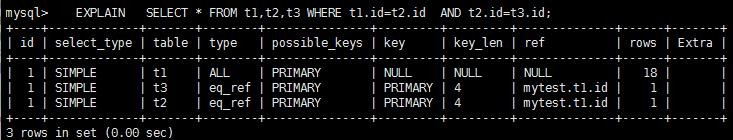 mysql>    EXPLAIN   SELECT * FROM t1,t2,t3 WHERE t1.id=t2.id  AND t2.id=t3.id;
+----+-------------+-------+--------+---------------+---------+---------+--------------+------+-------+
| id | select_type | table | type   | possible_keys | key     | key_len | ref          | rows | Extra |
+----+-------------+-------+--------+---------------+---------+---------+--------------+------+-------+
|  1 | SIMPLE      | t1    | ALL    | PRIMARY       | NULL    | NULL    | NULL         |   18 |       |
|  1 | SIMPLE      | t3    | eq_ref | PRIMARY       | PRIMARY | 4       | mytest.t1.id |    1 |       |
|  1 | SIMPLE      | t2    | eq_ref | PRIMARY       | PRIMARY | 4       | mytest.t1.id |    1 |       |
+----+-------------+-------+--------+---------------+---------+---------+--------------+------+-------+
3 rows in set (0.00 sec)